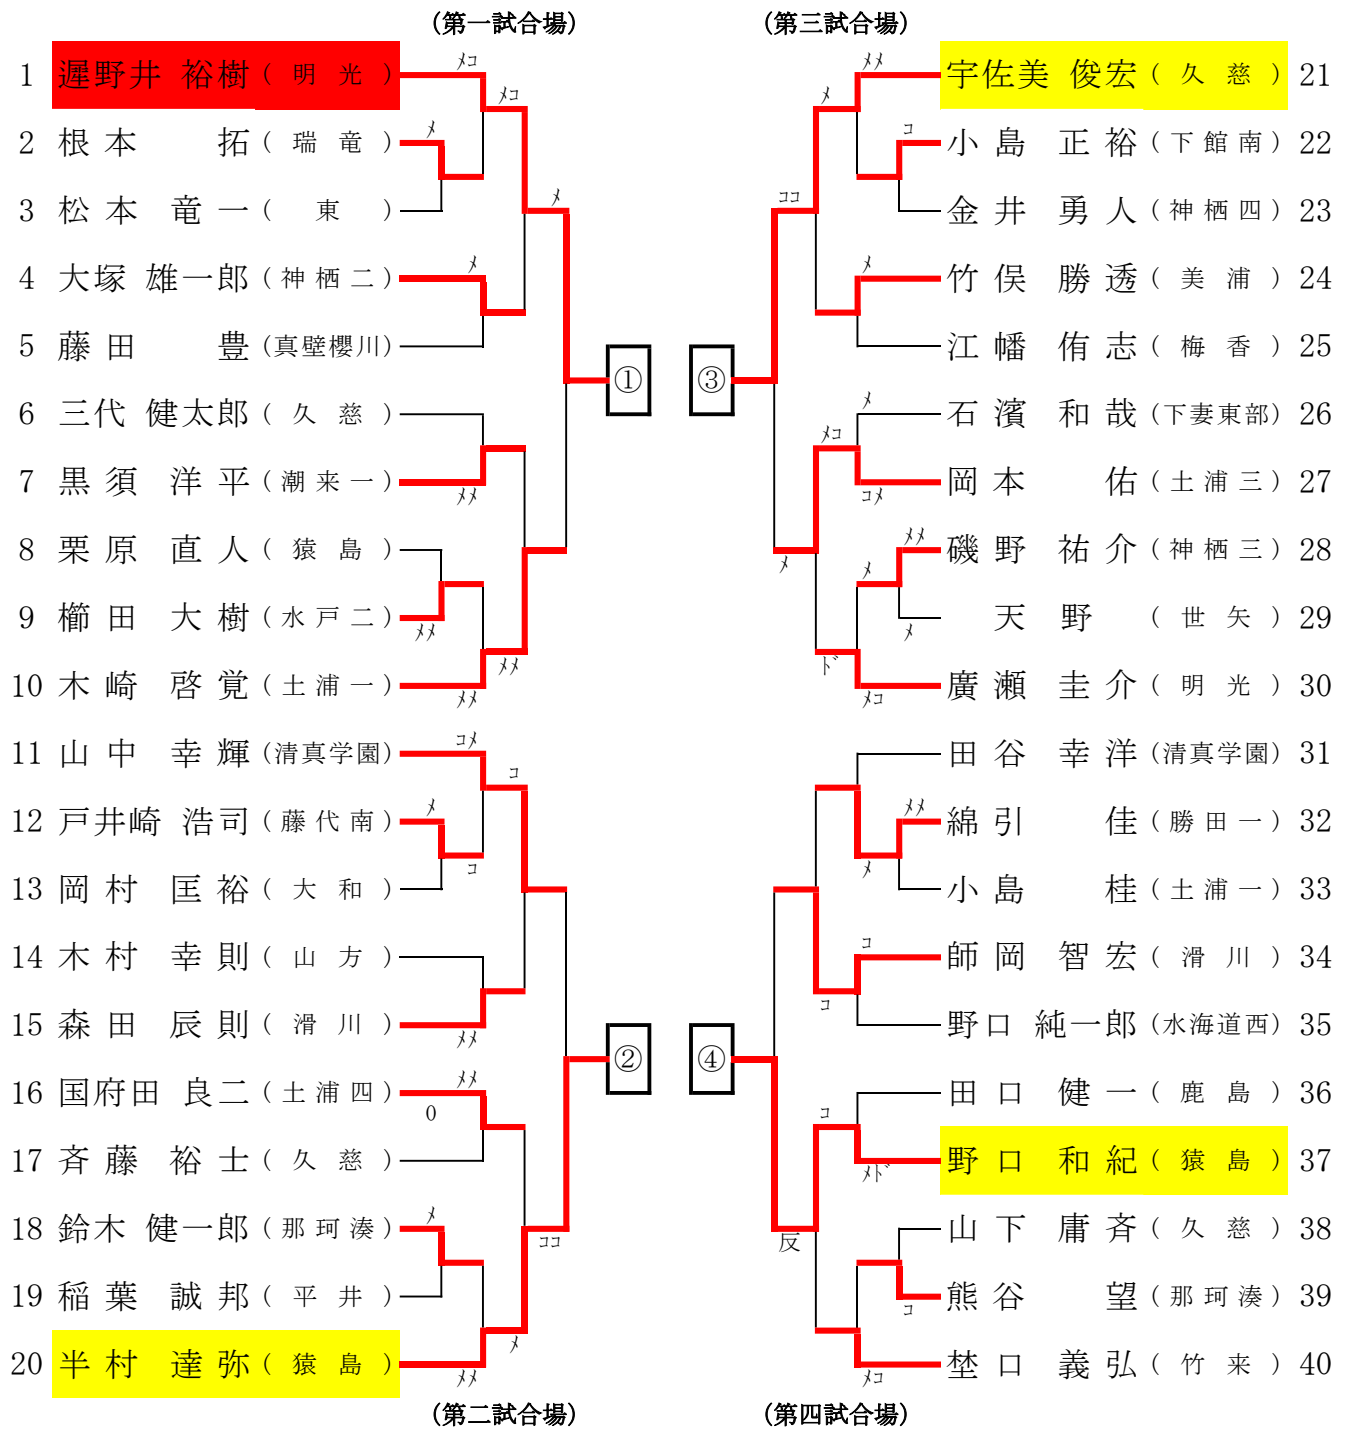 (第一試合場)
(第三試合場)
1 遅野井 裕樹 ( 明 光 ) ﾒｺ
2 根本 拓 ( 瑞 竜 ) ﾒ
3 松本 竜一 ( 東 )
4 大塚 雄一郎 (神 栖 二) ﾒ
5 藤田 豊 (真壁櫻川)
6 三代 健太郎 ( 久 慈 )
7 黒須 洋平 (潮 来 一) ﾒﾒ
8 栗原 直人 ( 猿 島 )
9 櫛田 大樹 (水 戸 二) ﾒﾒ
10 木崎 啓覚 (土 浦 一) ﾒﾒ
ﾒｺ
ﾒ
ﾒﾒ
①
11 山中 幸輝 (清真学園) ｺﾒ
12 戸井崎 浩司 (藤 代 南) ﾒ
13 岡村 匡裕 ( 大 和 )
14 木村 幸則 ( 山 方 )
15 森田 辰則 ( 滑 川 ) ﾒﾒ
16 国府田 良二 (土 浦 四) ﾒﾒ
0
17 斉藤 裕士 ( 久 慈 )
18 鈴木 健一郎 (那 珂 湊) ﾒ
19 稲葉 誠邦 ( 平 井 )
20 半村 達弥 ( 猿 島 ) ﾒﾒ
ｺ
ｺ
ｺｺ
ﾒ
②
(第二試合場)
ﾒﾒ 宇佐美 俊宏 ( 久 慈 ) 21
ｺ 小島 正裕 (下 館 南) 22
金井 勇人 (神 栖 四) 23
ﾒ 竹俣 勝透 ( 美 浦 ) 24
江幡 侑志 ( 梅 香 ) 25
ﾒ 石濱 和哉 (下妻東部) 26
ｺﾒ 岡本 佑 (土 浦 三) 27
ﾒﾒ 磯野 祐介 (神 栖 三) 28
ﾒ 天野 ( 世 矢 ) 29
ﾒｺ 廣瀬 圭介 ( 明 光 ) 30
ﾒ
ｺｺ
ﾒｺ
ﾒ
ﾒ
ﾄﾞ
③
田谷 幸洋 (清真学園) 31
ﾒﾒ 綿引 佳 (勝 田 一) 32
小島 桂 (土 浦 一) 33
ｺ 師岡 智宏 ( 滑 川 ) 34
野口 純一郎 (水海道西) 35
田口 健一 ( 鹿 島 ) 36
ﾒﾄﾞ 野口 和紀 ( 猿 島 ) 37
山下 庸斉 ( 久 慈 ) 38
ｺ 熊谷 望 (那 珂 湊) 39
ﾒｺ 埜口 義弘 ( 竹 来 ) 40
ﾒ
ｺ
ｺ
反
④
(第四試合場)